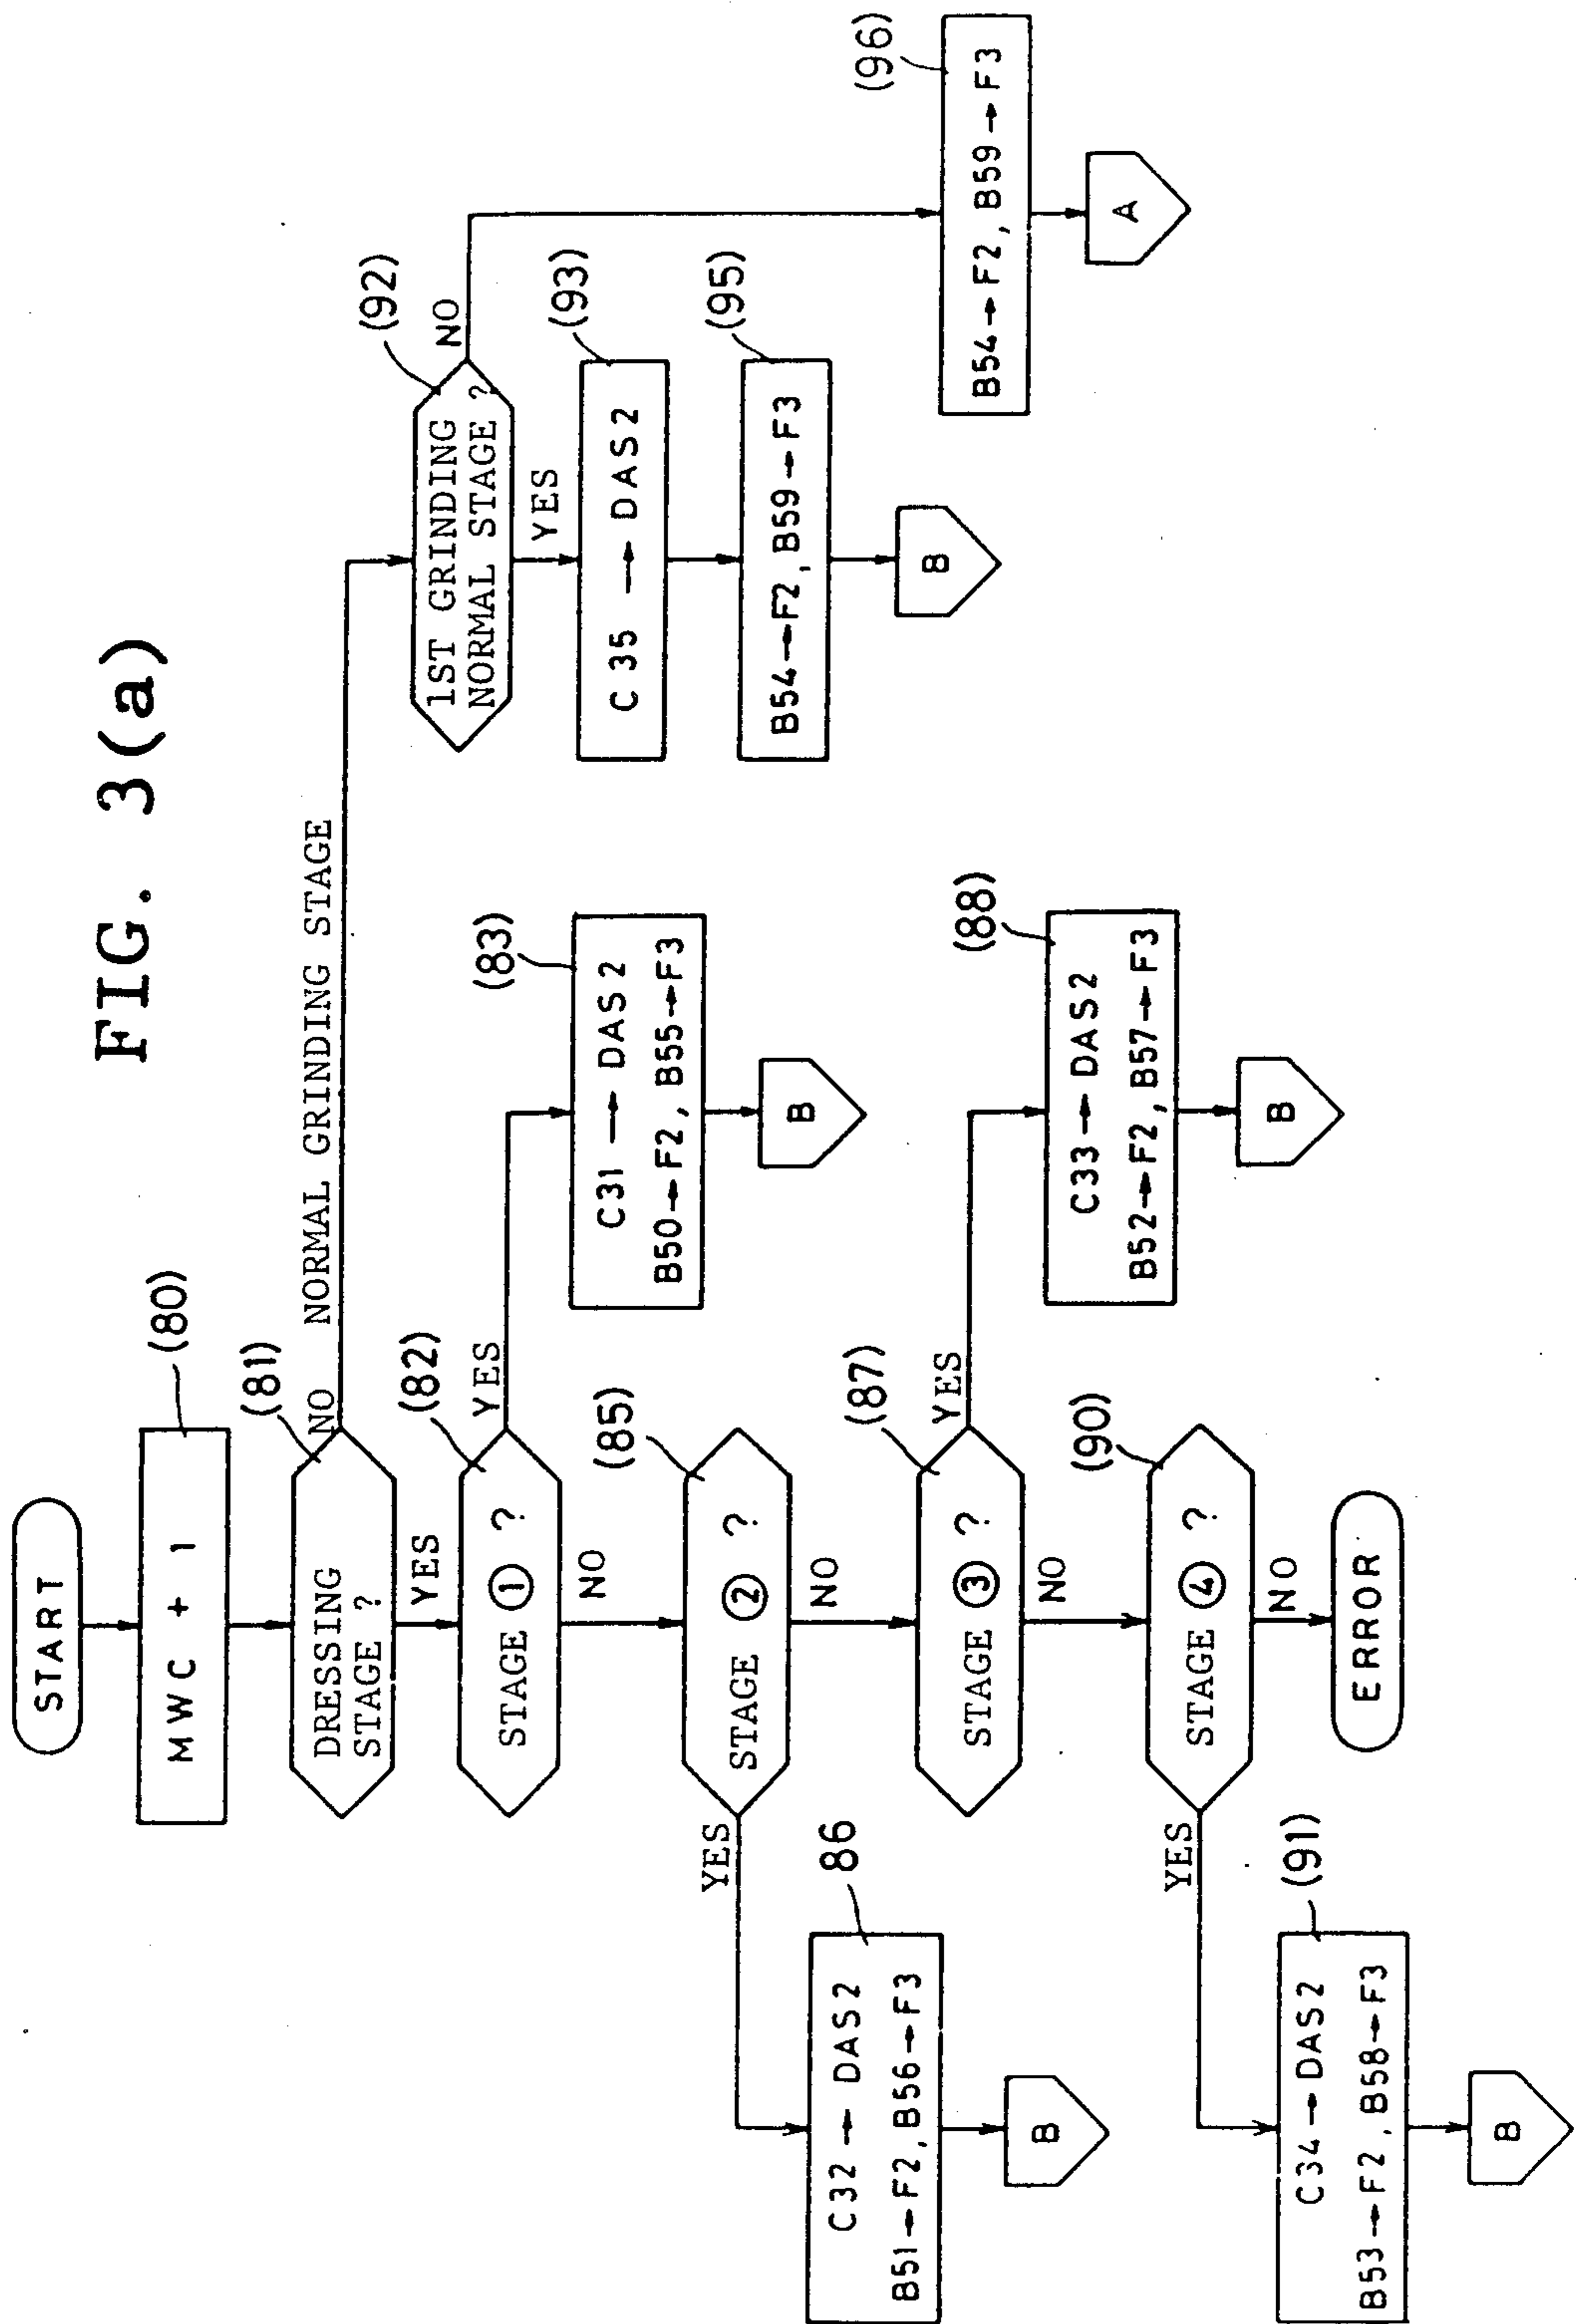 FIG. 3(a)
START
MWC + 1
(80)
DRESSING
STAGE ?
(81)
NO
NORMAL GRINDING STAGE
YES
STAGE ① ?
(82)
YES
NO
C31 → DAS2
B50→F2, B55→F3
(83)
B
STAGE ② ?
(85)
YES
NO
C32 → DAS2
B51→F2, B56→F3
86
B
STAGE ③ ?
(87)
YES
NO
C33 → DAS2
B52→F2, B57→F3
(88)
B
STAGE ④ ?
(90)
YES
NO
C34 → DAS2
B53→F2, B58→F3
(91)
B
ERROR
1ST GRINDING
NORMAL STAGE ?
(92)
NO
YES
C 35 → DAS2
(93)
B54→F2, B59→F3
(95)
B
B54→F2, B59→F3
(96)
A